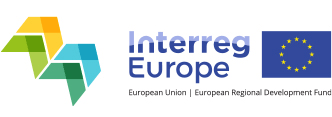 Interreg
Europe
European Union | European Regional Development Fund